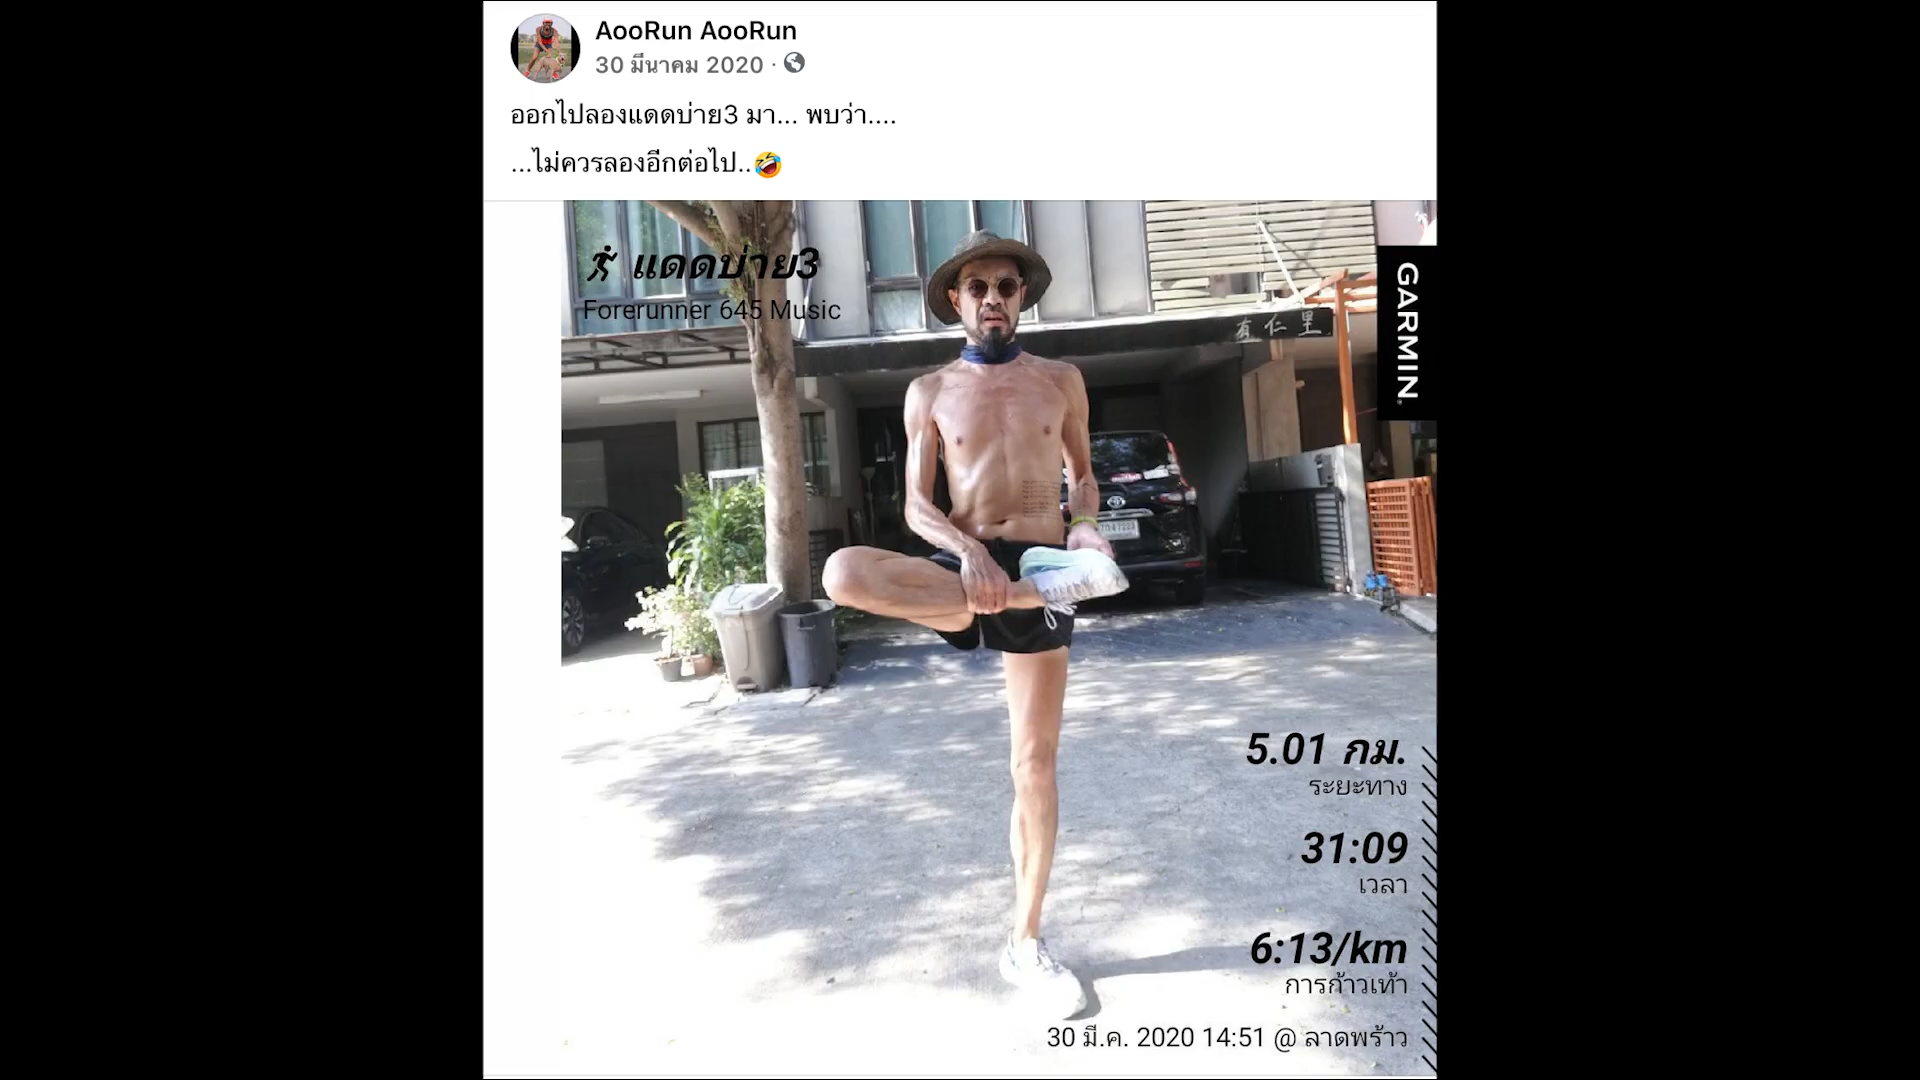 AooRun AooRun
30 มีนาคม 2020 ·
ออกไปลองแดดบ่าย3 มา... พบว่า....
...ไม่ควรลองอีกต่อไป..🤣
แดดบ่าย3
Forerunner 645 Music
GARMIN
有仁里
5.01 กม.
ระยะทาง
31:09
เวลา
6:13/km
การก้าวเท้า
30 มี.ค. 2020 14:51 @ ลาดพร้าว